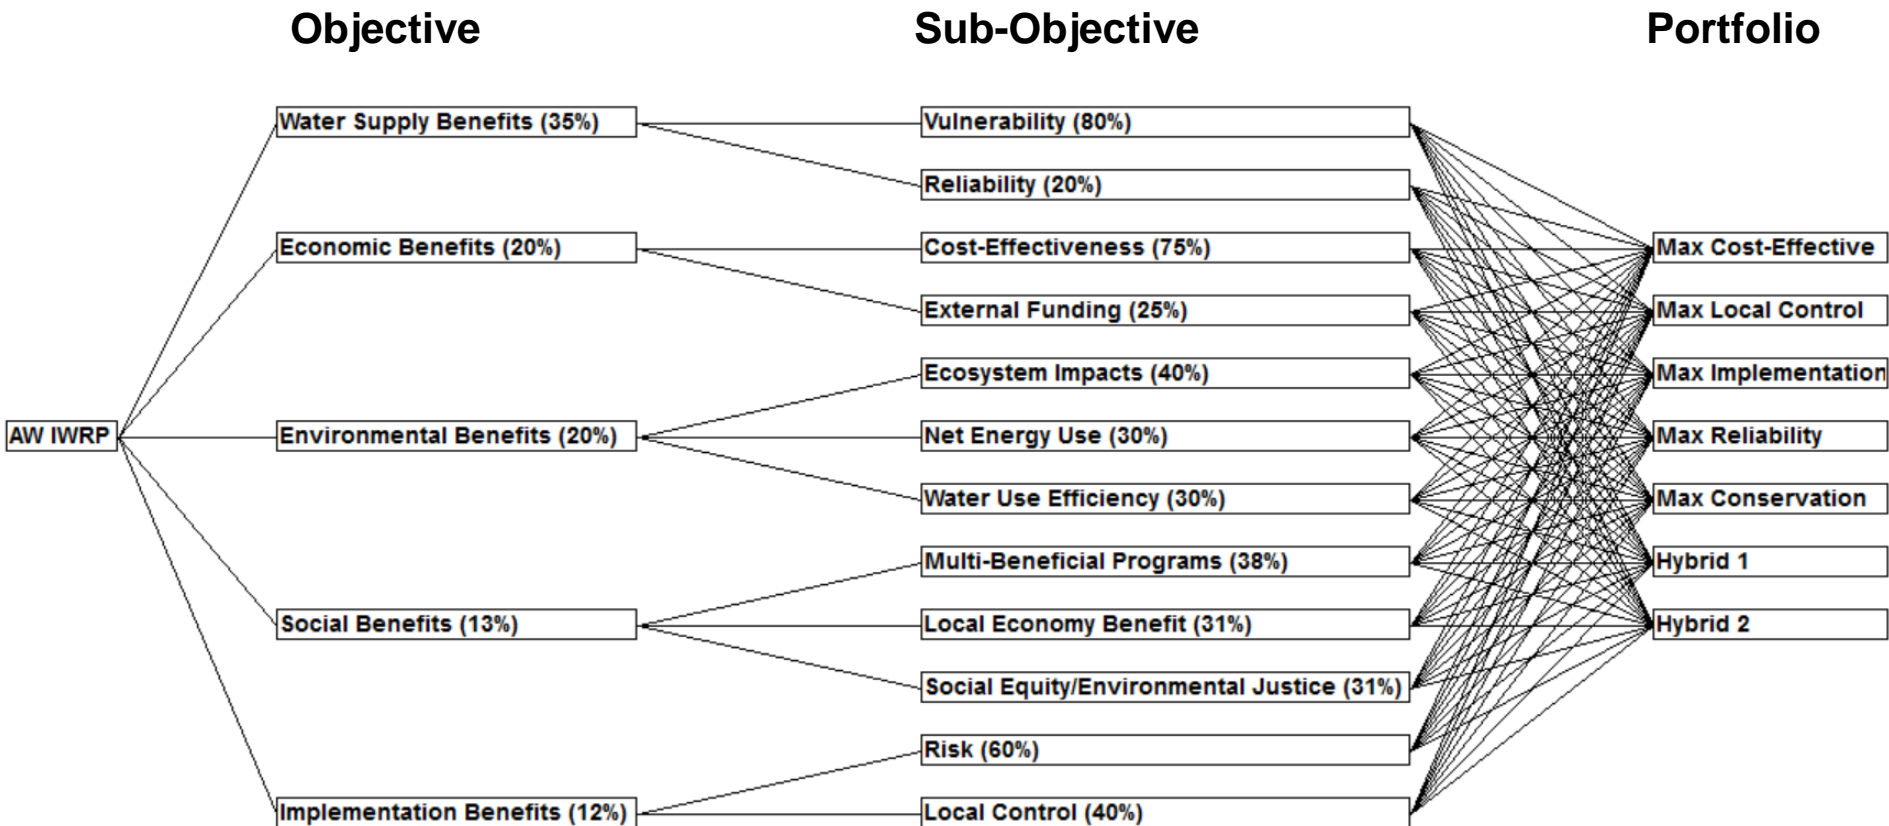 Objective
Sub-Objective
Portfolio
AW IWRP
Water Supply Benefits (35%)
Economic Benefits (20%)
Environmental Benefits (20%)
Social Benefits (13%)
Implementation Benefits (12%)
Vulnerability (80%)
Reliability (20%)
Cost-Effectiveness (75%)
External Funding (25%)
Ecosystem Impacts (40%)
Net Energy Use (30%)
Water Use Efficiency (30%)
Multi-Beneficial Programs (38%)
Local Economy Benefit (31%)
Social Equity/Environmental Justice (31%)
Risk (60%)
Local Control (40%)
Max Cost-Effective
Max Local Control
Max Implementation
Max Reliability
Max Conservation
Hybrid 1
Hybrid 2